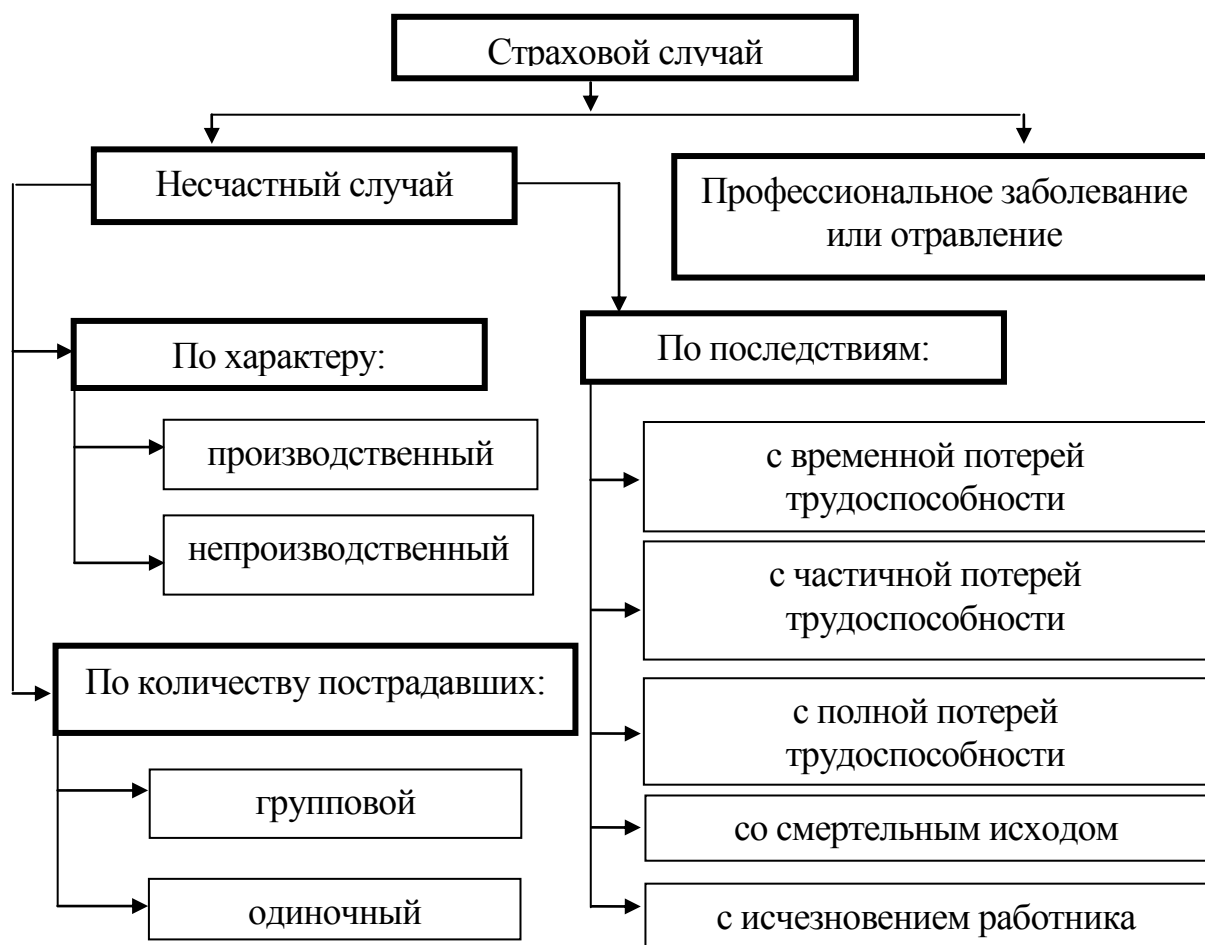 Страховой случай
Несчастный случай
Профессиональное заболевание
или отравление
По характеру:
производственный
непроизводственный
По количеству пострадавших:
групповой
одиночный
По последствиям:
с временной потерей
трудоспособности
с частичной потерей
трудоспособности
с полной потерей
трудоспособности
со смертельным исходом
с исчезновением работника